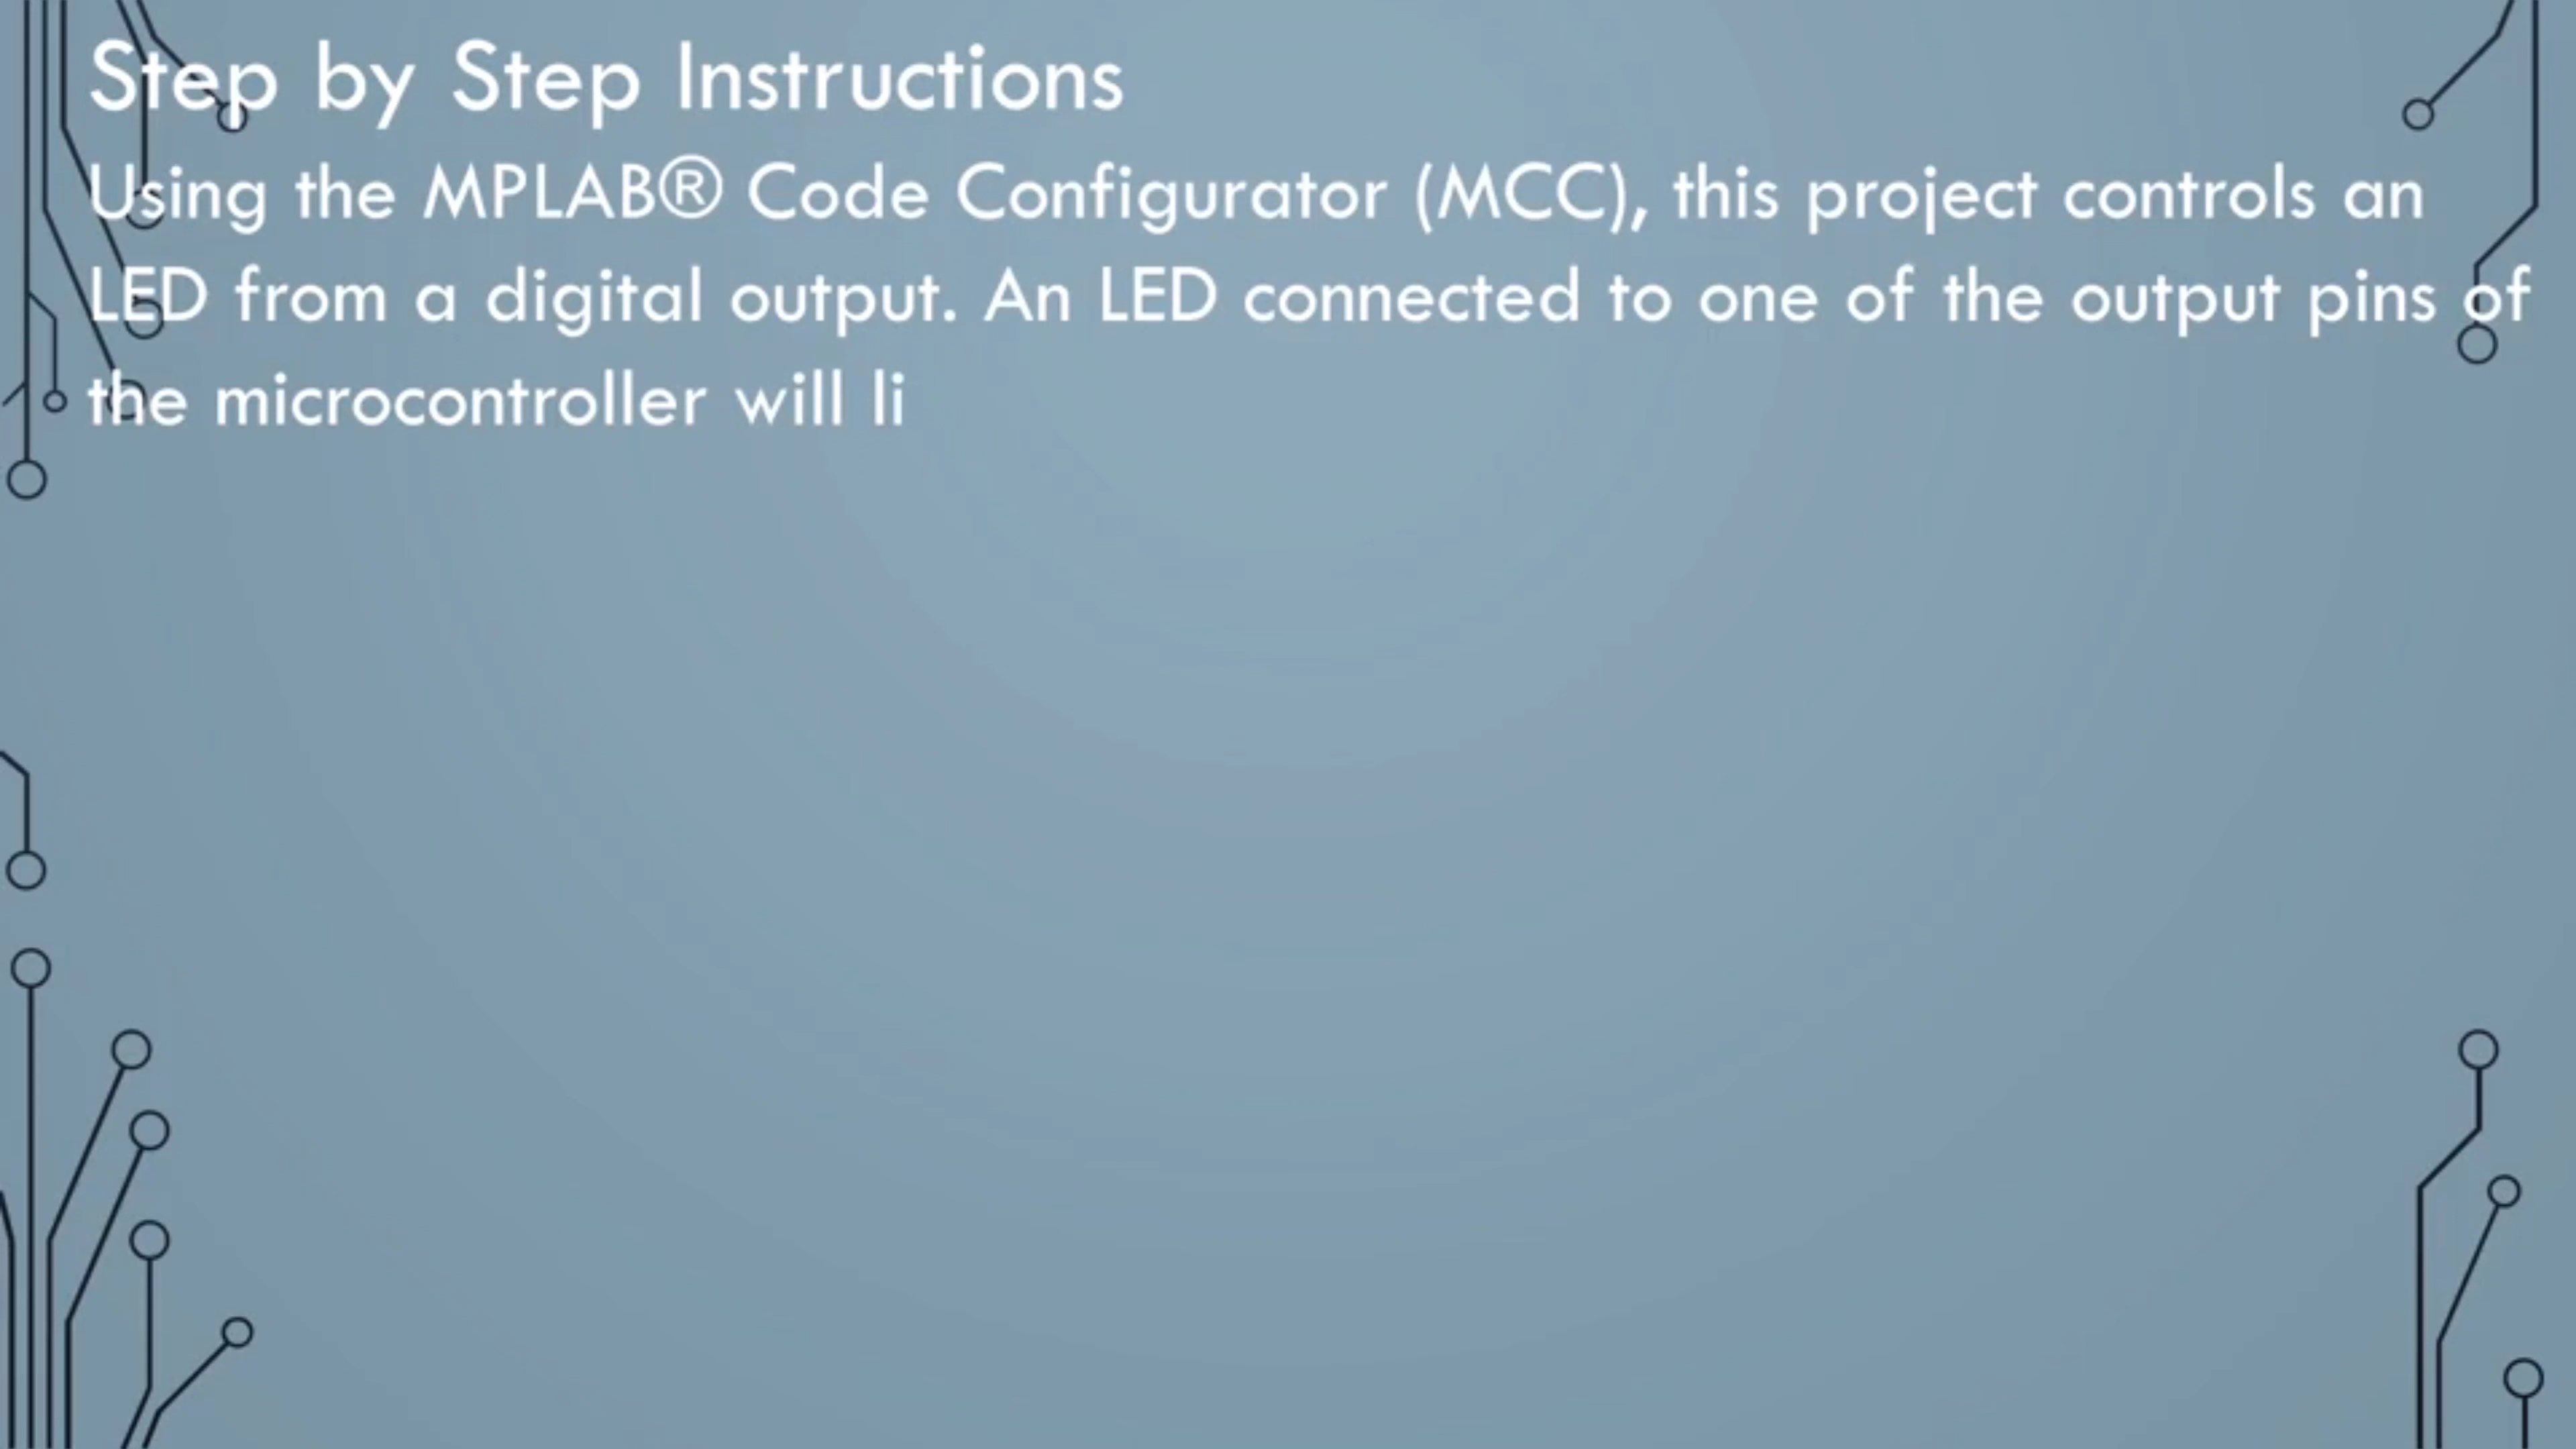 Step by Step Instructions
Using the MPLAB® Code Configurator (MCC), this project controls an
LED from a digital output. An LED connected to one of the output pins of
the microcontroller will li